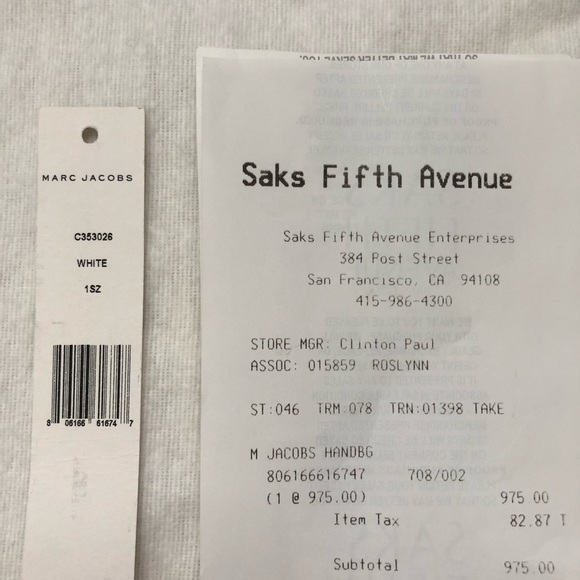 MARC JACOBS
C353026
WHITE
1SZ
8 06166 61674 7
Saks Fifth Avenue
Saks Fifth Avenue Enterprises
384 Post Street
San Francisco, CA 94108
415-986-4300
STORE MGR: Clinton Paul
ASSOC: 015859 ROSLYNN
ST:046 TRM:078 TRN:01398 TAKE
M JACOBS HANDBG
806166616747 708/002
(1 @ 975.00) 975 00
Item Tax 82.87 T
Subtotal 975.00